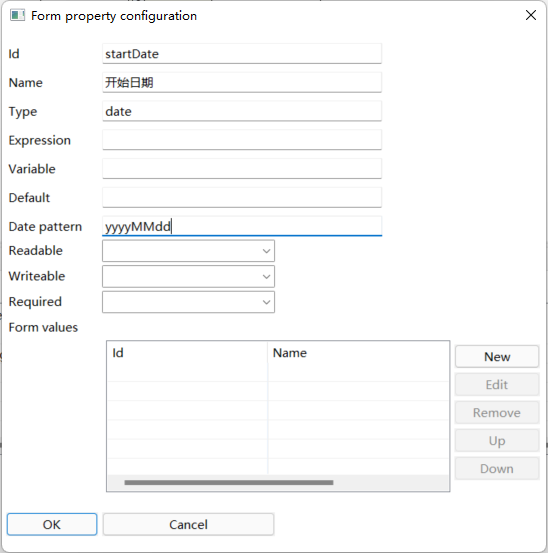 Form property configuration
Id startDate
Name 开始日期
Type date
Expression
Variable
Default
Date pattern yyyyMMdd
Readable
Writeable
Required
Form values
Id Name
New
Edit
Remove
Up
Down
OK Cancel